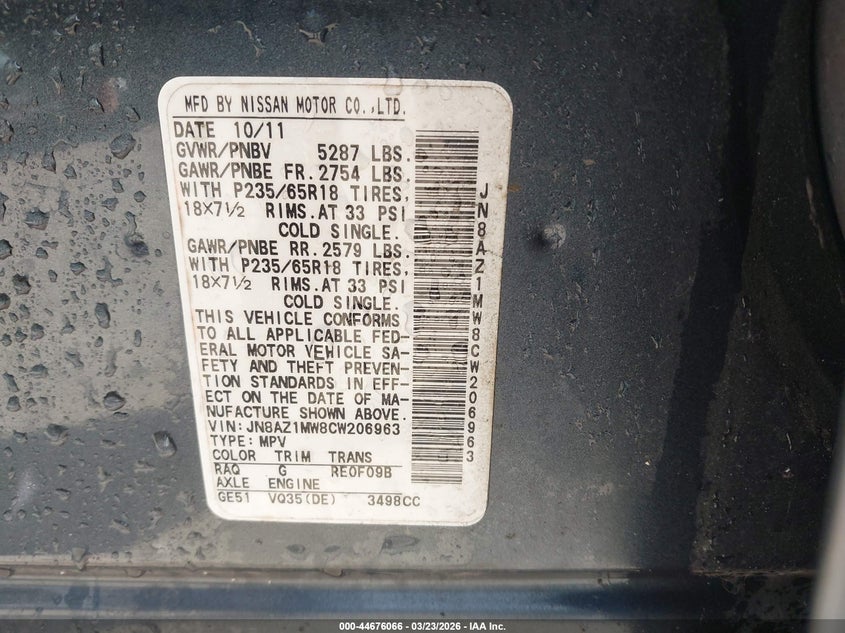 MFD BY NISSAN MOTOR CO.,LTD.
DATE 10/11
GVWR/PNBV 5287 LBS.
GAWR/PNBE FR. 2754 LBS.
WITH P235/65R18 TIRES,
18×7½ RIMS. AT 33 PSI
COLD SINGLE.
GAWR/PNBE RR. 2579 LBS.
WITH P235/65R18 TIRES,
18×7½ RIMS. AT 33 PSI
COLD SINGLE.
THIS VEHICLE CONFORMS
TO ALL APPLICABLE FED-
ERAL MOTOR VEHICLE SA-
FETY AND THEFT PREVEN-
TION STANDARDS IN EFF-
ECT ON THE DATE OF MA-
NUFACTURE SHOWN ABOVE.
VIN: JN8AZ1MW8CW206963
TYPE: MPV
COLOR TRIM TRANS
RAQ G RE0F09B
AXLE ENGINE
GE51 VQ35(DE) 3498CC
JN8AZ1MW8CW206963
000-44676066 — 03/23/2026 — IAA Inc.